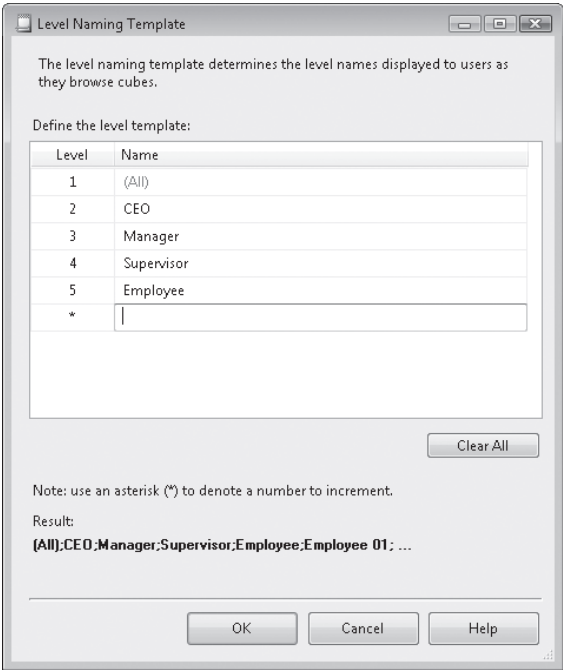 Level Naming Template
The level naming template determines the level names displayed to users as
they browse cubes.
Define the level template:
Level Name
1 (All)
2 CEO
3 Manager
4 Supervisor
5 Employee
*
Clear All
Note: use an asterisk (*) to denote a number to increment.
Result:
(All);CEO;Manager;Supervisor;Employee;Employee 01; ...
OK Cancel Help